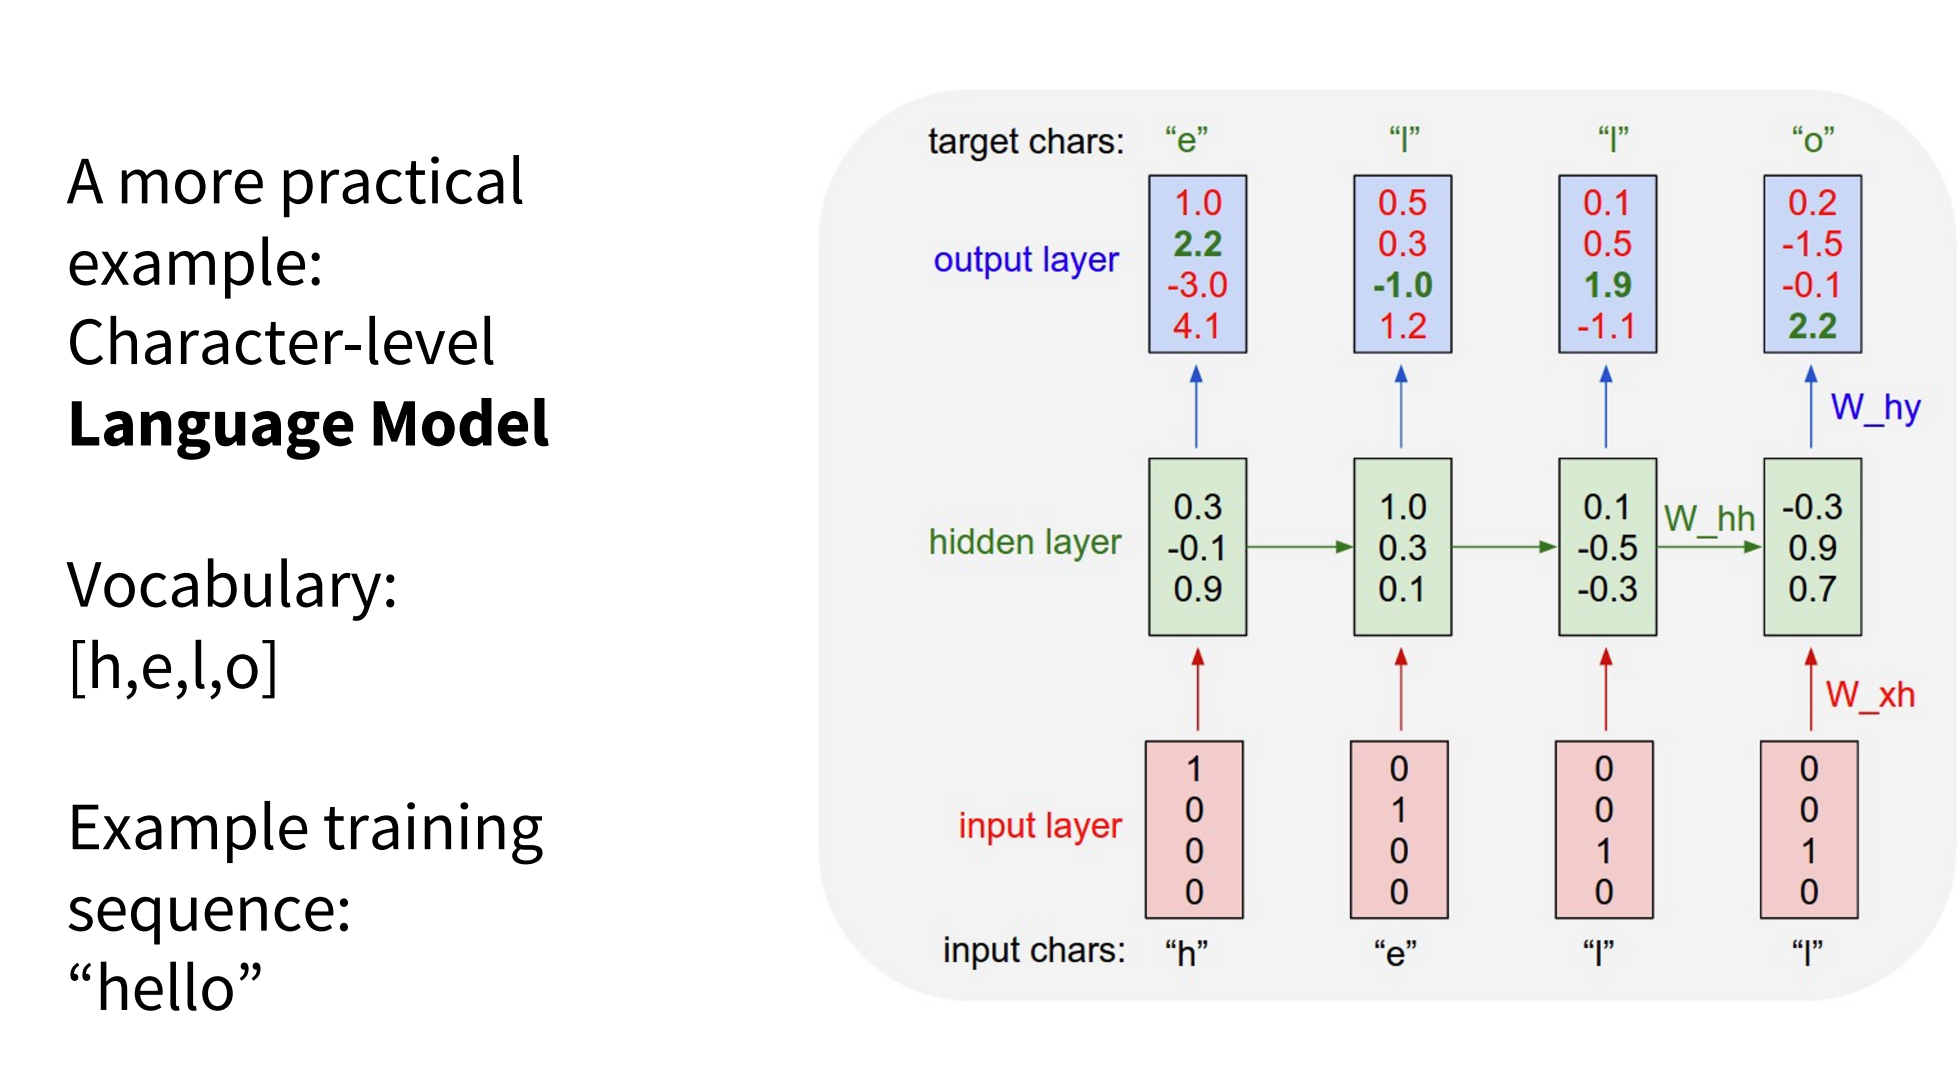 A more practical
example:
Character-level
Language Model
Vocabulary:
[h,e,l,o]
Example training
sequence:
“hello”
target chars: “e” “l” “l” “o”
output layer
1.0 0.5 0.1 0.2
2.2 0.3 0.5 -1.5
-3.0 -1.0 1.9 -0.1
4.1 1.2 -1.1 2.2
W_hy
hidden layer
0.3 1.0 0.1 -0.3
-0.1 0.3 -0.5 0.9
0.9 0.1 -0.3 0.7
W_hh
W_xh
input layer
1 0 0 0
0 1 0 0
0 0 1 1
0 0 0 0
input chars: “h” “e” “l” “l”